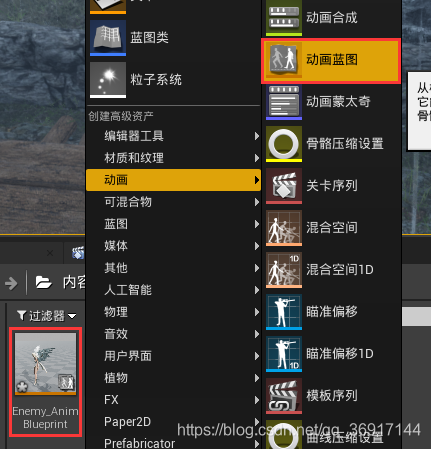 蓝图类
粒子系统
创建高级资产
编辑器工具
材质和纹理
动画
可混合物
蓝图
媒体
其他
人工智能
物理
音效
用户界面
植物
FX
Paper2D
Prefabricator
动画合成
动画蓝图
动画蒙太奇
骨骼压缩设置
关卡序列
混合空间
1D
混合空间1D
瞄准偏移
1D
瞄准偏移1D
模板序列
曲线压缩设置
内容
过滤器
Enemy_Anim
Blueprint
https://blog.csdn.net/qq_36917144